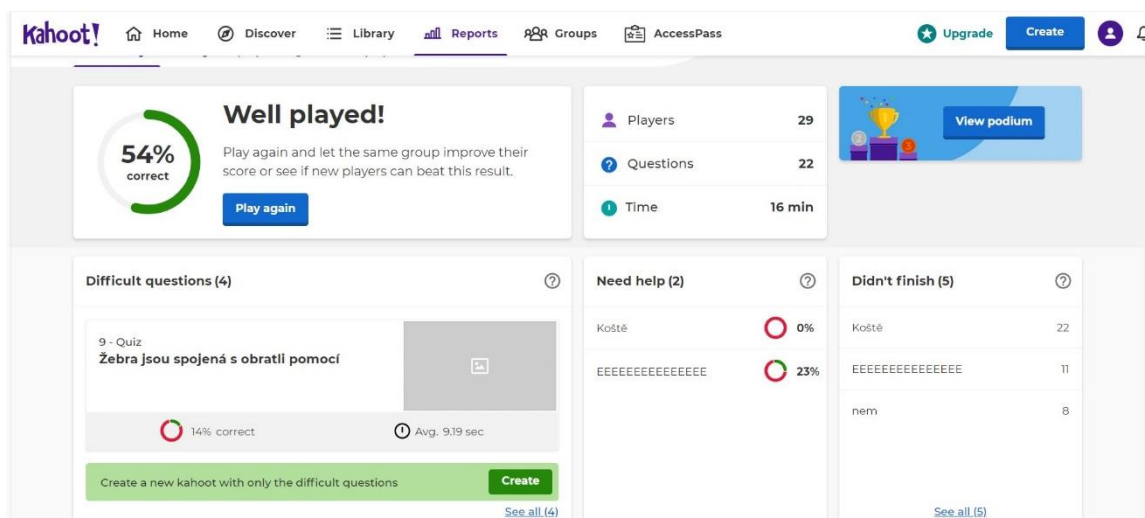 Kahoot!
Home
Discover
Library
Reports
Groups
AccessPass
Upgrade
Create
54%
correct
Well played!
Play again and let the same group improve their
score or see if new players can beat this result.
Play again
Players 29
Questions 22
Time 16 min
View podium
Difficult questions (4)
9 - Quiz
Žebra jsou spojená s obratli pomocí
14% correct
Avg. 9.19 sec
Create a new kahoot with only the difficult questions
Create
See all (4)
Need help (2)
Koště 0%
EEEEEEEEEEEEEEE 23%
Didn't finish (5)
Koště 22
EEEEEEEEEEEEEEE 11
nem 8
See all (5)